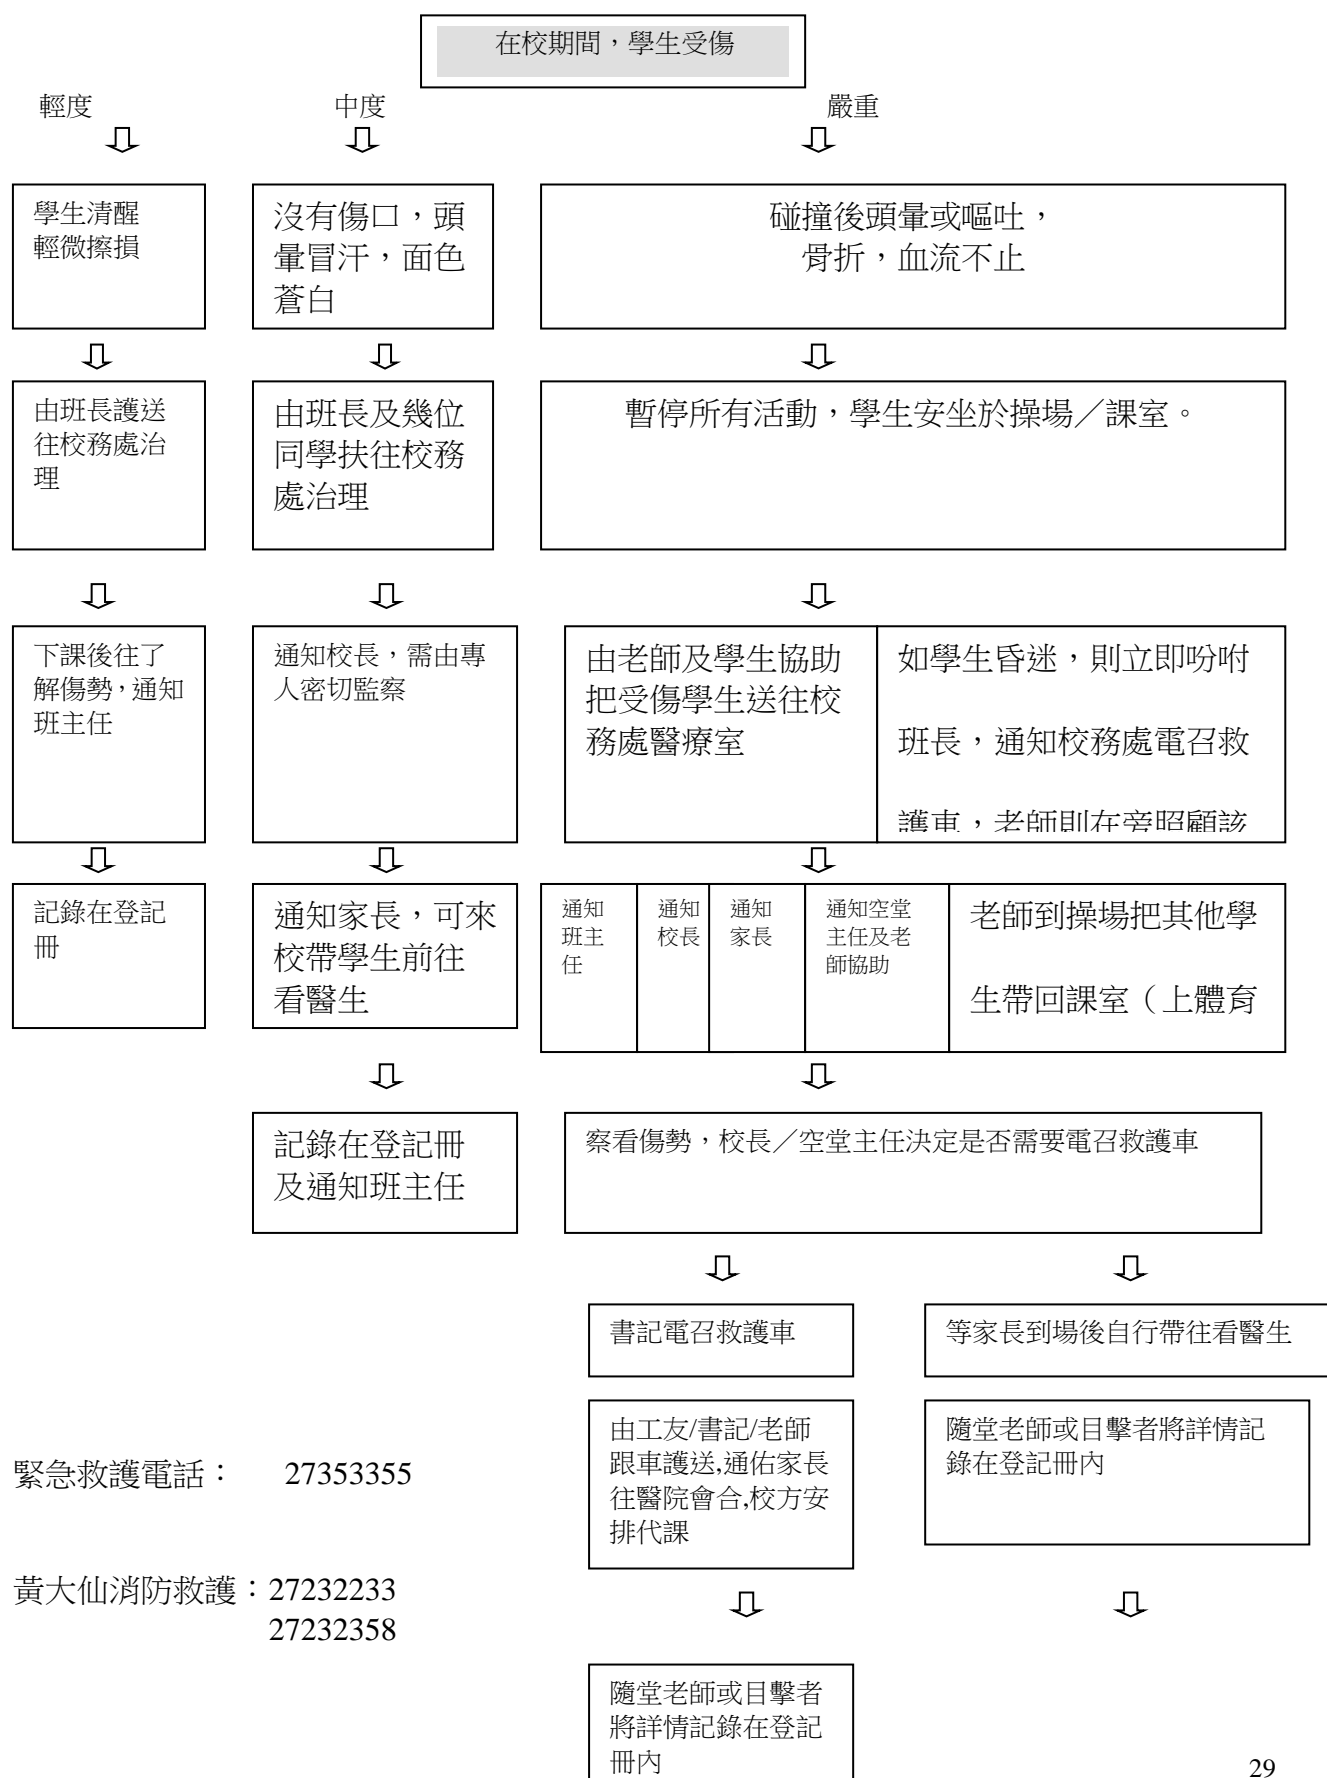 在校期間，學生受傷
輕度
中度
嚴重
學生清醒
輕微擦損
沒有傷口，頭
暈冒汗，面色
蒼白
碰撞後頭暈或嘔吐，
骨折，血流不止
由班長護送
往校務處治
理
由班長及幾位
同學扶往校務
處治理
暫停所有活動，學生安坐於操場／課室。
下課後往了
解傷勢，通知
班主任
通知校長，需由專
人密切監察
由老師及學生協助
把受傷學生送往校
務處醫療室
如學生昏迷，則立即吩咐
班長，通知校務處電召救
護車，老師則在旁照顧該
記錄在登記
冊
通知家長，可來
校帶學生前往
看醫生
通知
班主
任
通知
校長
通知
家長
通知空堂
主任及老
師協助
老師到操場把其他學
生帶回課室（上體育
記錄在登記冊
及通知班主任
察看傷勢，校長／空堂主任決定是否需要電召救護車
書記電召救護車
等家長到場後自行帶往看醫生
由工友/書記/老師
跟車護送,通佑家長
往醫院會合,校方安
排代課
隨堂老師或目擊者將詳情記
錄在登記冊內
緊急救護電話： 27353355
黃大仙消防救護：27232233
27232358
隨堂老師或目擊者
將詳情記錄在登記
冊內
29